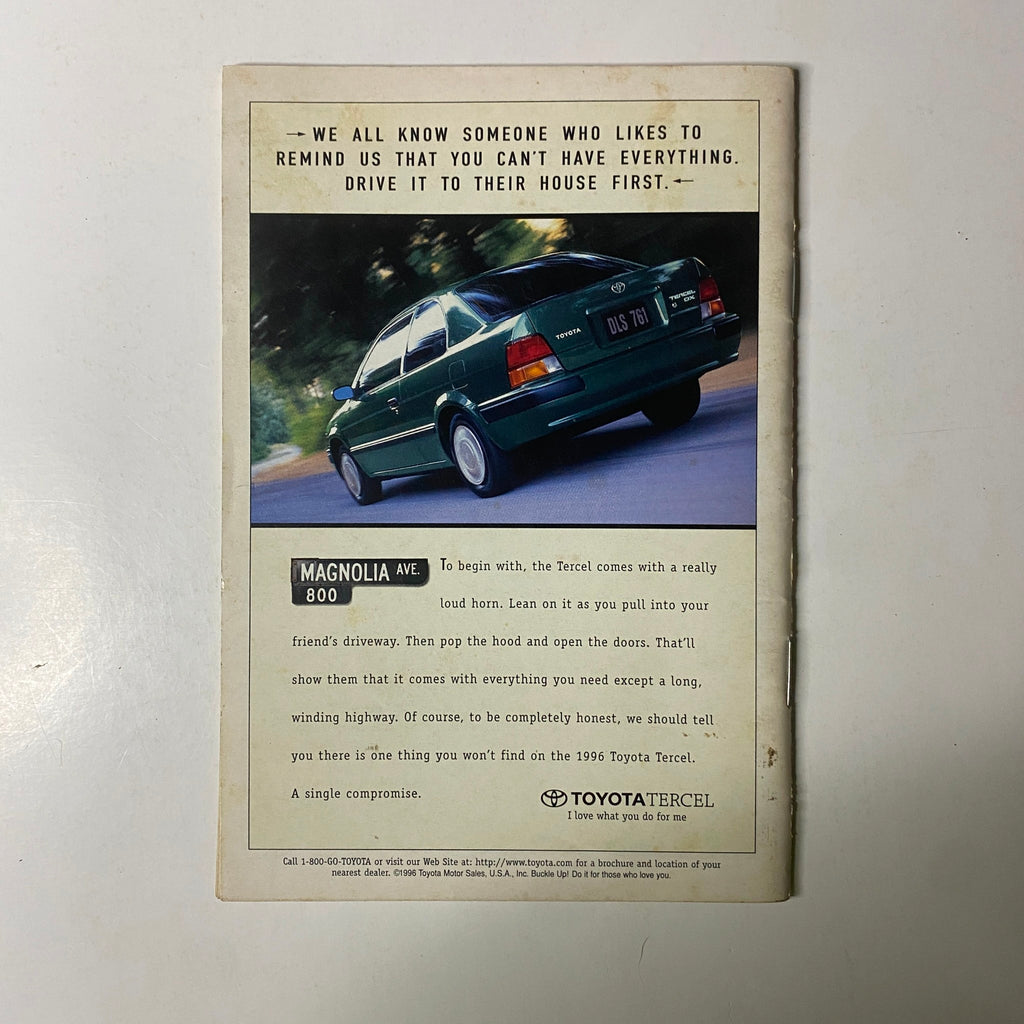 → WE ALL KNOW SOMEONE WHO LIKES TO
REMIND US THAT YOU CAN'T HAVE EVERYTHING.
DRIVE IT TO THEIR HOUSE FIRST. ←
TOYOTA
DLS 761
TERCEL
DX
MAGNOLIA AVE.
800
To begin with, the Tercel comes with a really
loud horn. Lean on it as you pull into your
friend's driveway. Then pop the hood and open the doors. That'll
show them that it comes with everything you need except a long,
winding highway. Of course, to be completely honest, we should tell
you there is one thing you won't find on the 1996 Toyota Tercel.
A single compromise.
TOYOTA TERCEL
I love what you do for me
Call 1-800-GO-TOYOTA or visit our Web Site at: http://www.toyota.com for a brochure and location of your
nearest dealer. ©1996 Toyota Motor Sales, U.S.A., Inc. Buckle Up! Do it for those who love you.